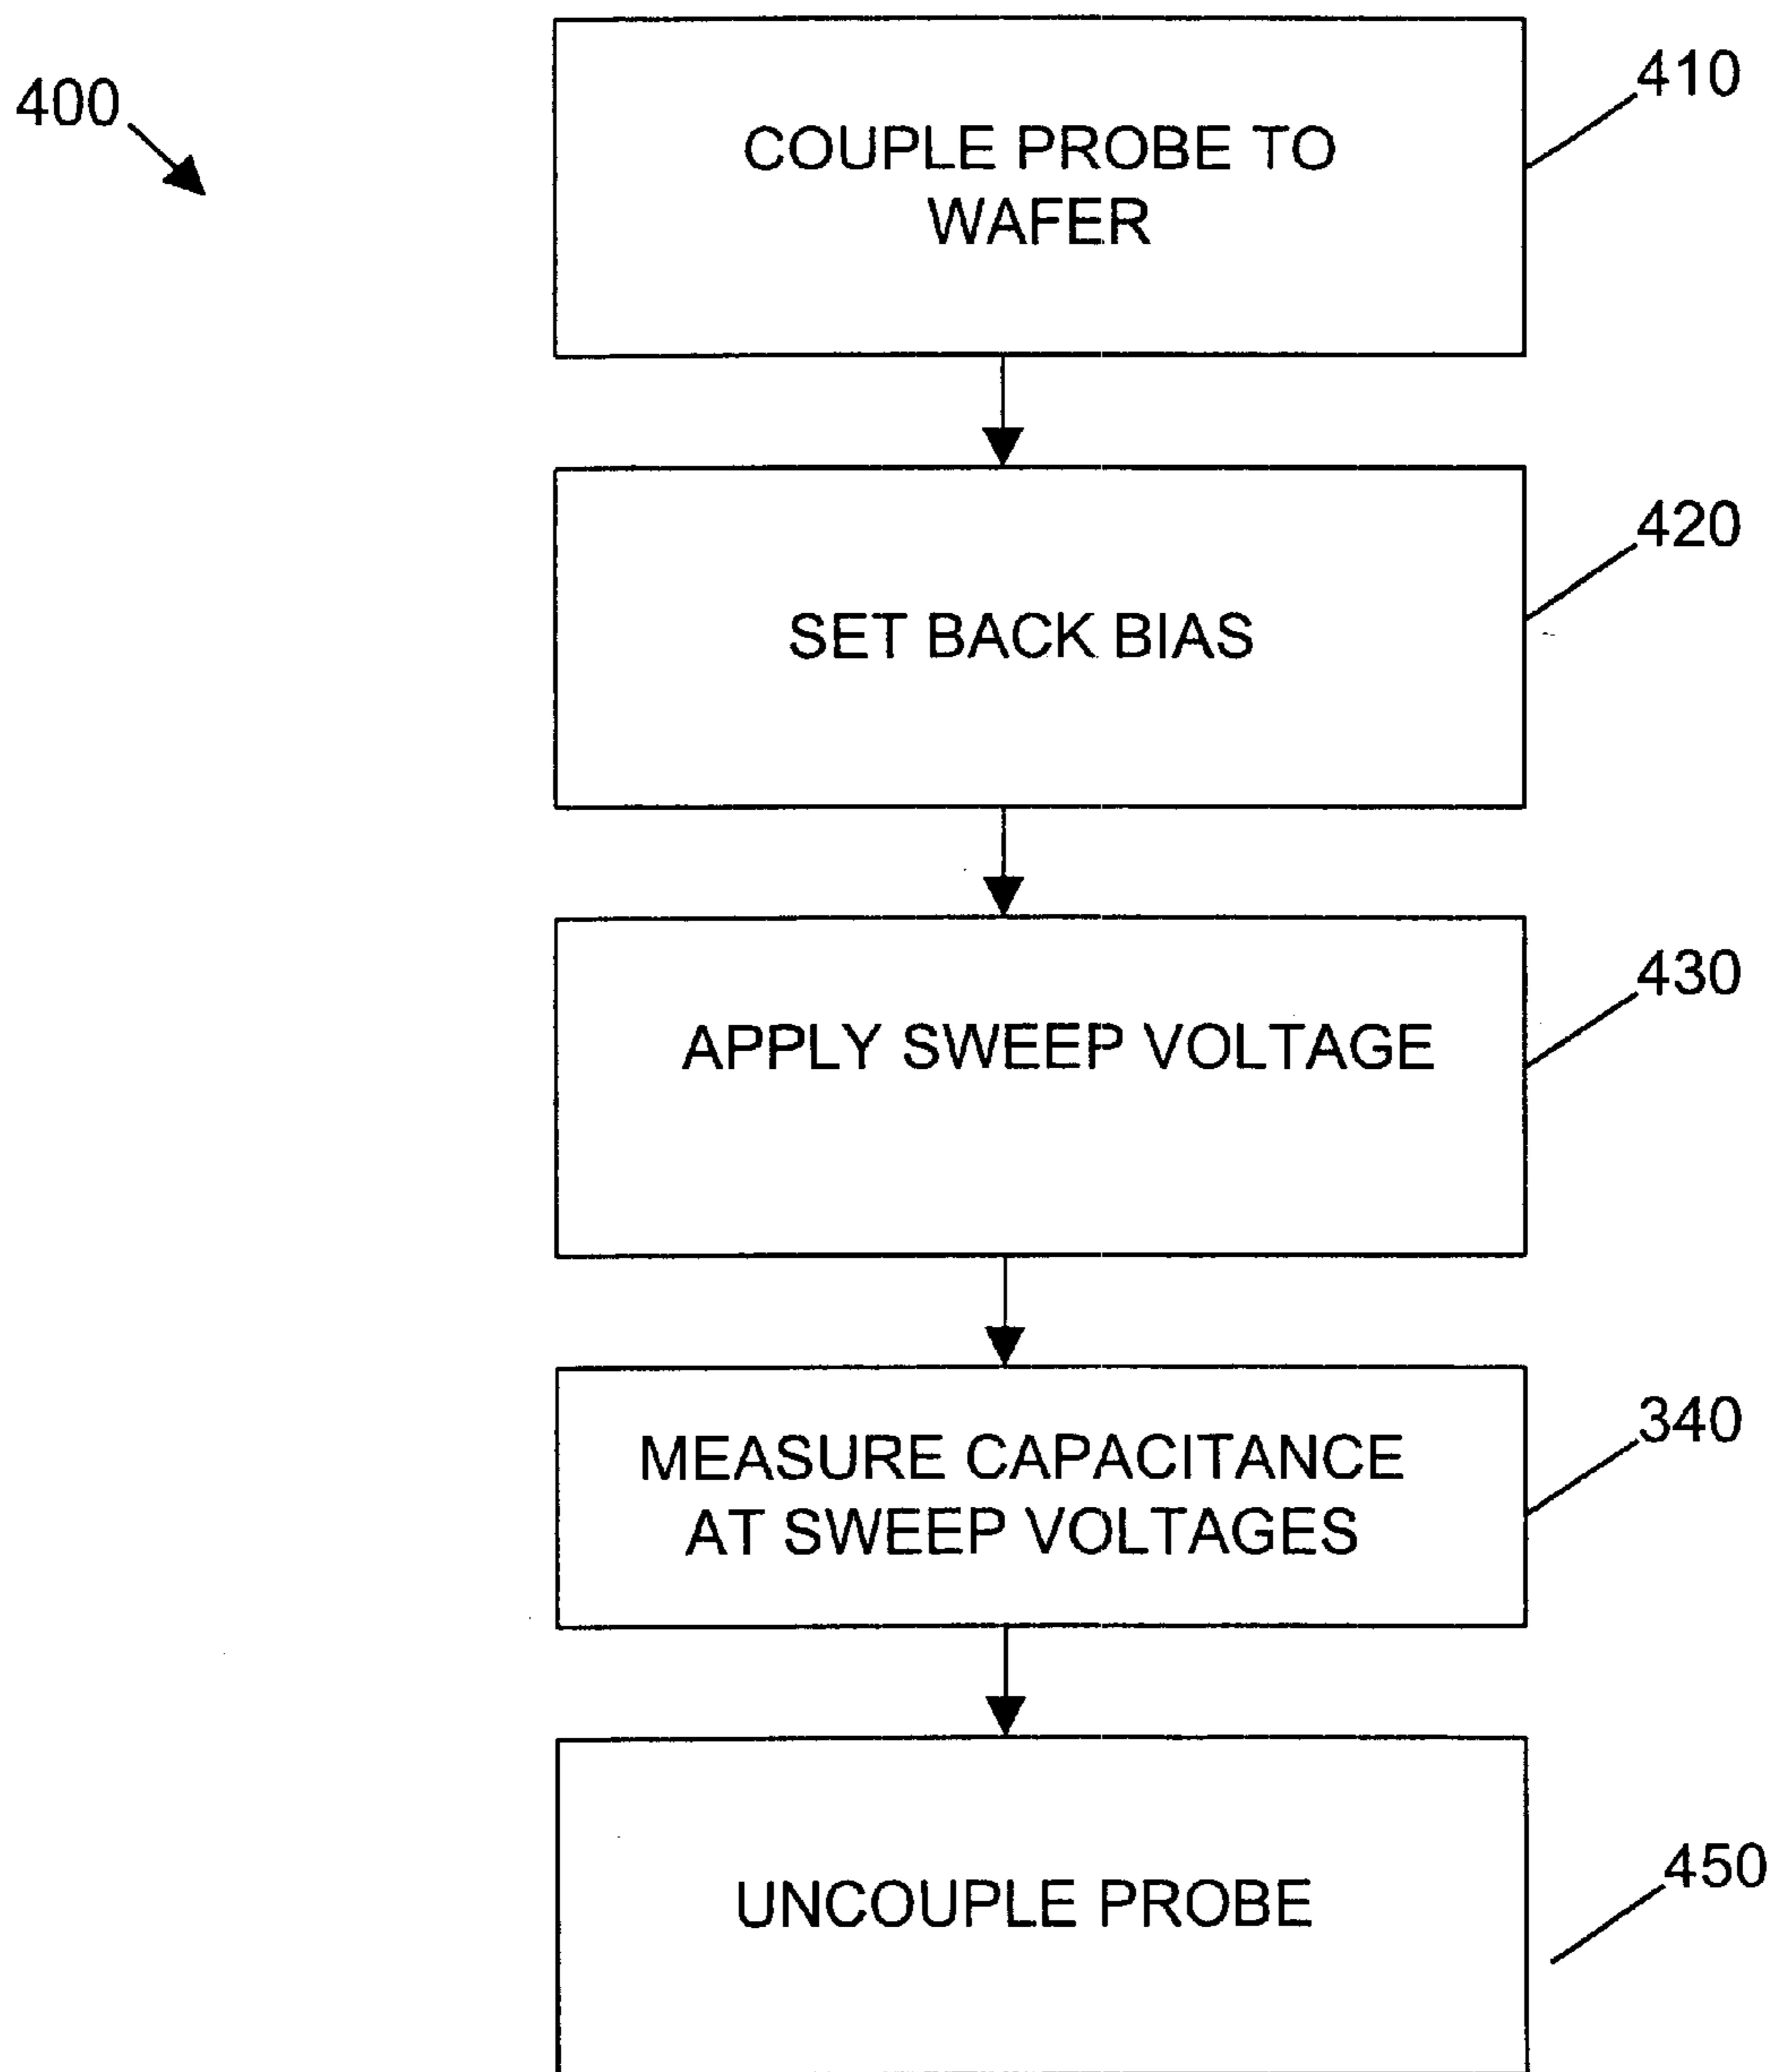 400
410
COUPLE PROBE TO
WAFER
420
SET BACK BIAS
430
APPLY SWEEP VOLTAGE
340
MEASURE CAPACITANCE
AT SWEEP VOLTAGES
450
UNCOUPLE PROBE